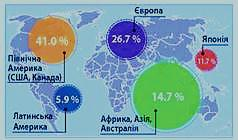 Європа
41.0 %
26.7 %
Японія
11.7 %
Північна
Америка
(США, Канада)
5.9 %
14.7 %
Латинська
Америка
Африка, Азія,
Австралія